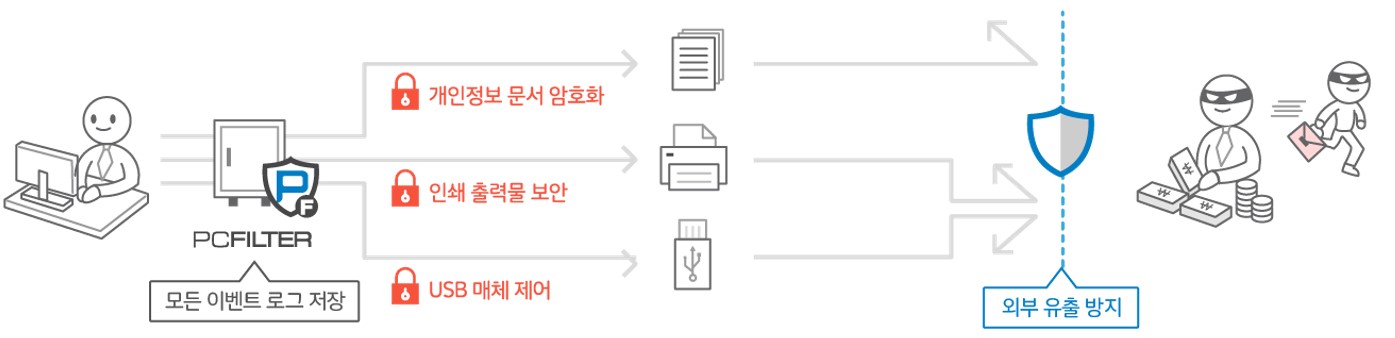 개인정보 문서 암호화
인쇄 출력물 보안
P
F
PCFILTER
USB 매체 제어
모든 이벤트 로그 저장
외부 유출 방지
₩
₩
₩